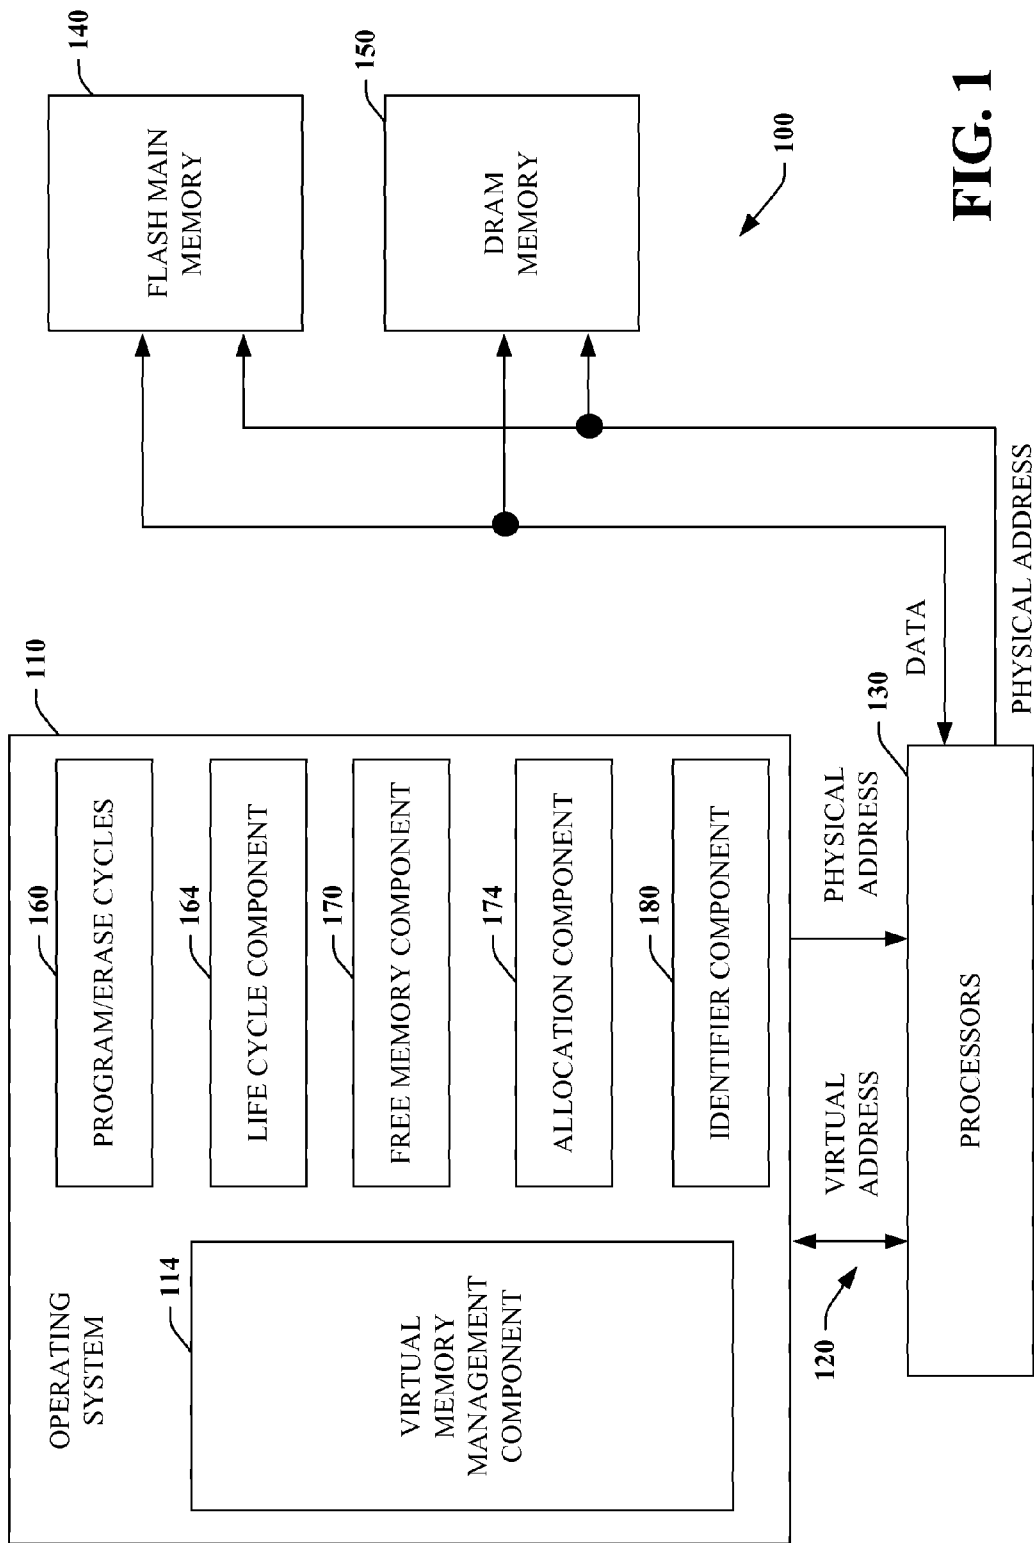 110
OPERATING
SYSTEM
114
VIRTUAL
MEMORY
MANAGEMENT
COMPONENT
160
PROGRAM/ERASE CYCLES
164
LIFE CYCLE COMPONENT
170
FREE MEMORY COMPONENT
174
ALLOCATION COMPONENT
180
IDENTIFIER COMPONENT
120
VIRTUAL
ADDRESS
PHYSICAL
ADDRESS
130
PROCESSORS
DATA
PHYSICAL ADDRESS
140
FLASH MAIN
MEMORY
150
DRAM
MEMORY
100
FIG. 1